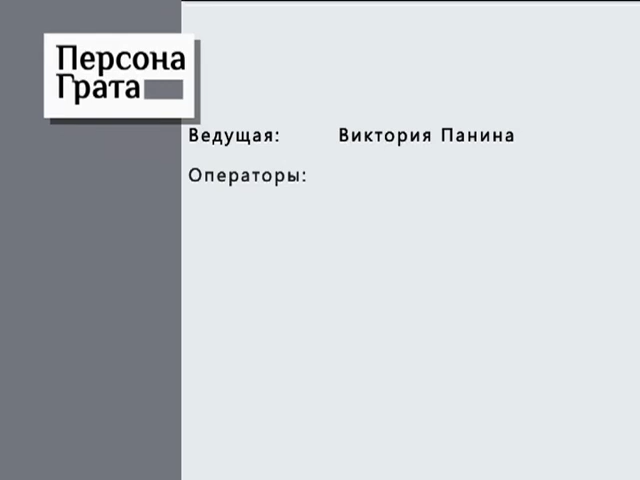 Персона
Грата
Ведущая: Виктория Панина
Операторы: